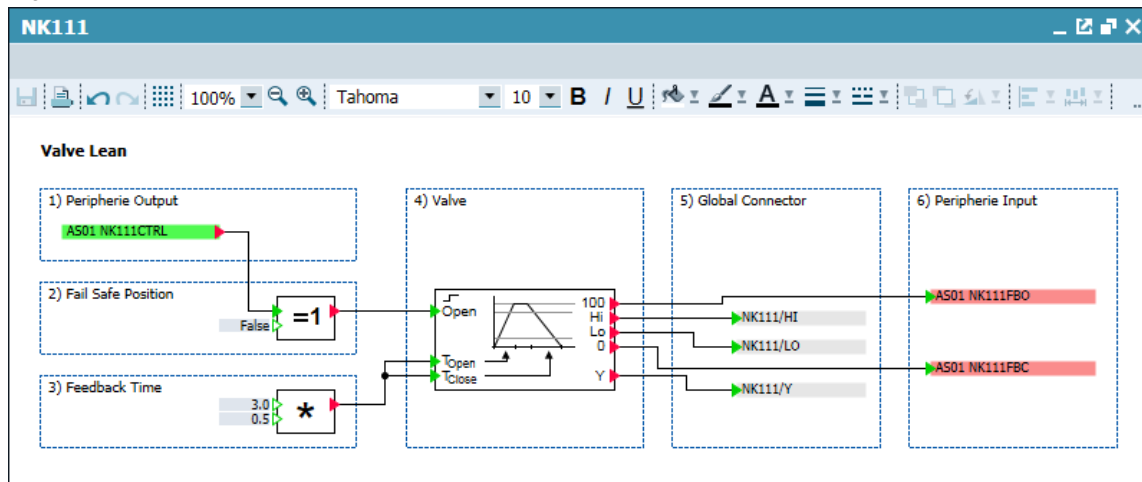 NK111
100%
Tahoma
10
B
I
U
A
...
Valve Lean
1) Peripherie Output
AS01 NK111CTRL
2) Fail Safe Position
False
=1
3) Feedback Time
3.0
0.5
*
4) Valve
Open
TOpen
TClose
100
Hi
Lo
0
Y
5) Global Connector
NK111/HI
NK111/LO
NK111/Y
6) Peripherie Input
AS01 NK111FBO
AS01 NK111FBC